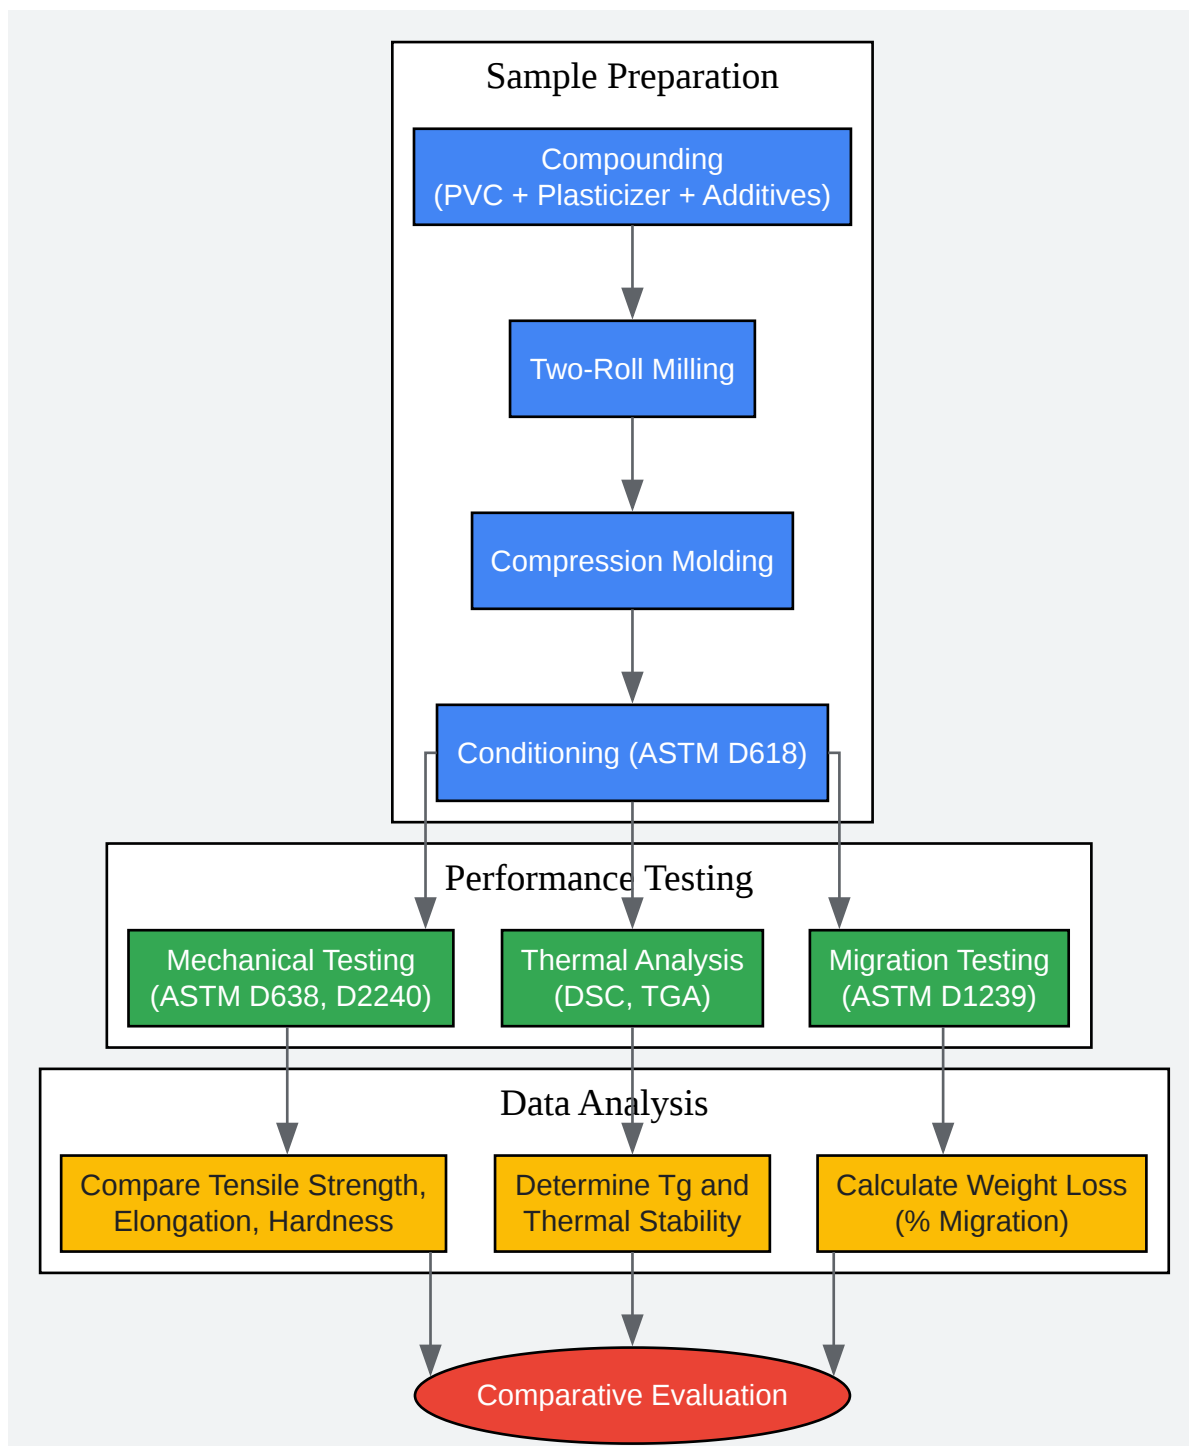 Sample Preparation
Compounding
(PVC + Plasticizer + Additives)
Two-Roll Milling
Compression Molding
Conditioning (ASTM D618)
Performance Testing
Mechanical Testing
(ASTM D638, D2240)
Thermal Analysis
(DSC, TGA)
Migration Testing
(ASTM D1239)
Data Analysis
Compare Tensile Strength,
Elongation, Hardness
Determine Tg and
Thermal Stability
Calculate Weight Loss
(% Migration)
Comparative Evaluation